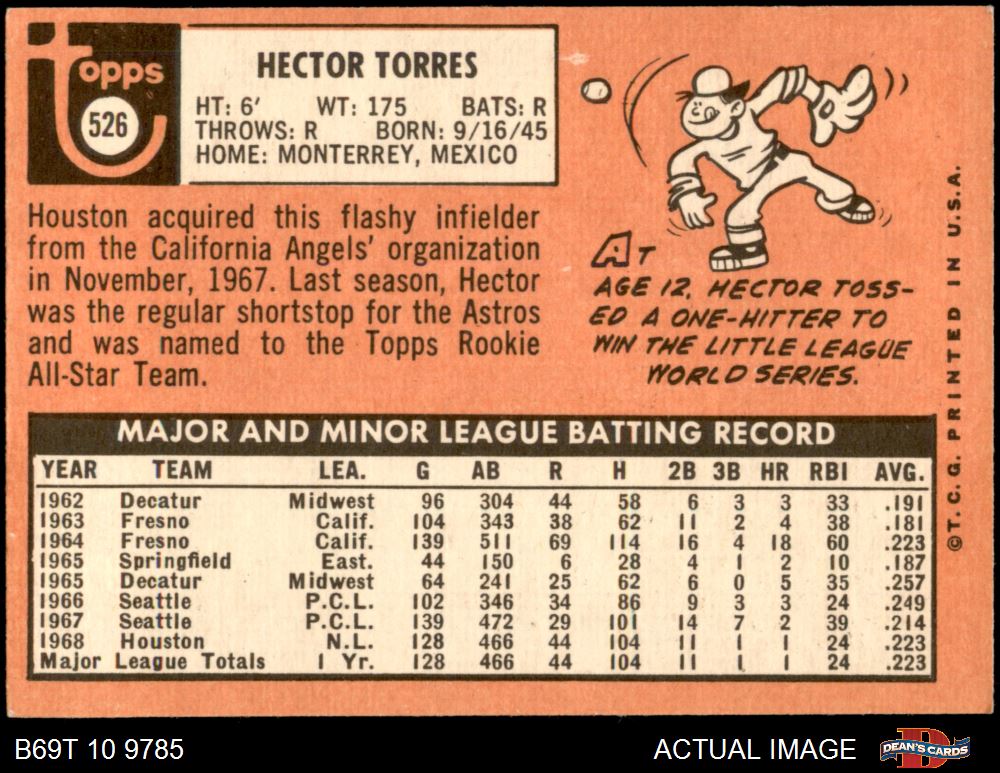 Topps
526
HECTOR TORRES
HT: 6' WT: 175 BATS: R
THROWS: R BORN: 9/16/45
HOME: MONTERREY, MEXICO
Houston acquired this flashy infielder
from the California Angels' organization
in November, 1967. Last season, Hector
was the regular shortstop for the Astros
and was named to the Topps Rookie
All-Star Team.
AT
AGE 12, HECTOR TOSS-
ED A ONE-HITTER TO
WIN THE LITTLE LEAGUE
WORLD SERIES.
©T.C.G. PRINTED IN U.S.A.
MAJOR AND MINOR LEAGUE BATTING RECORD
YEAR TEAM LEA. G AB R H 2B 3B HR RBI AVG.
1962 Decatur Midwest 96 304 44 58 6 3 3 33 .191
1963 Fresno Calif. 104 343 38 62 11 2 4 38 .181
1964 Fresno Calif. 139 511 69 114 16 4 18 60 .223
1965 Springfield East. 44 150 6 28 4 1 2 10 .187
1965 Decatur Midwest 64 241 25 62 6 0 5 35 .257
1966 Seattle P.C.L. 102 346 34 86 9 3 3 24 .249
1967 Seattle P.C.L. 139 472 29 101 14 7 2 39 .214
1968 Houston N.L. 128 466 44 104 11 1 1 24 .223
Major League Totals 1 Yr. 128 466 44 104 11 1 1 24 .223
B69T 10 9785
ACTUAL IMAGE
DEAN'S CARDS